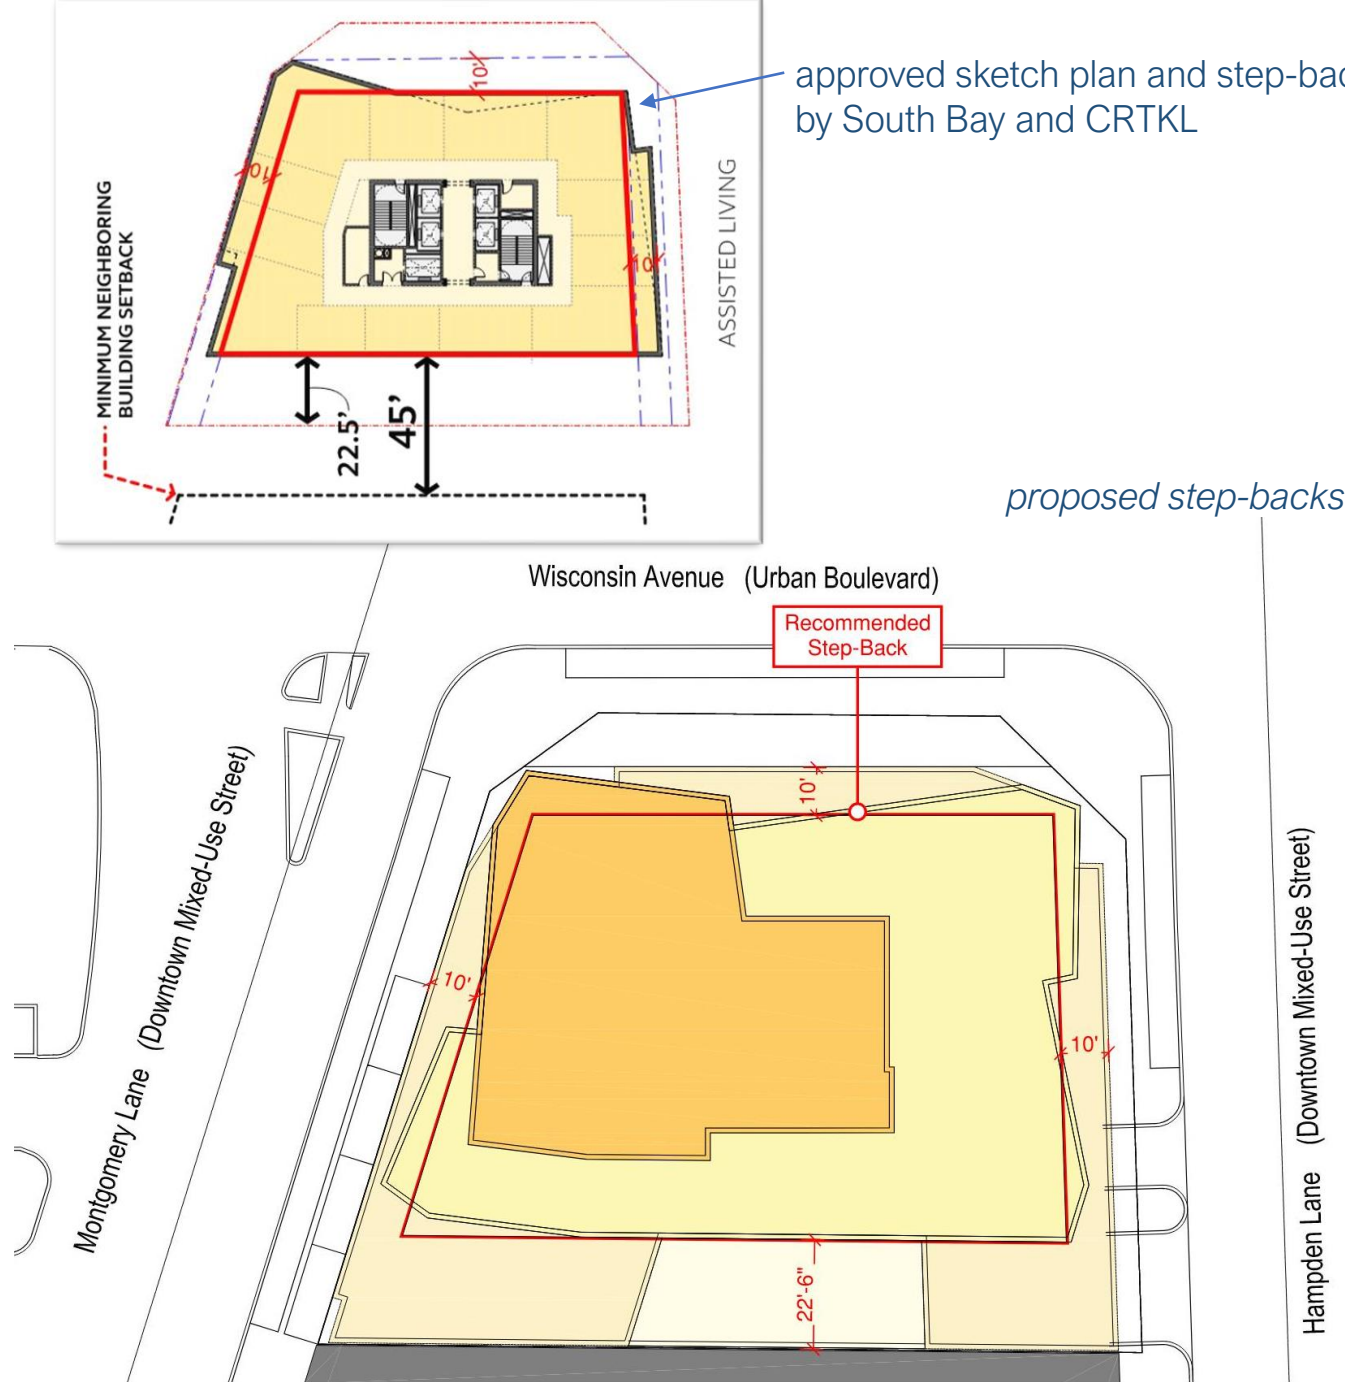 approved sketch plan and step-bac
by South Bay and CRTKL
10'
10'
10'
MINIMUM NEIGHBORING
BUILDING SETBACK
ASSISTED LIVING
22.5'
45'
proposed step-backs
Wisconsin Avenue (Urban Boulevard)
Recommended
Step-Back
10'
10'
10'
22'-6"
Montgomery Lane (Downtown Mixed-Use Street)
Hampden Lane (Downtown Mixed-Use Street)